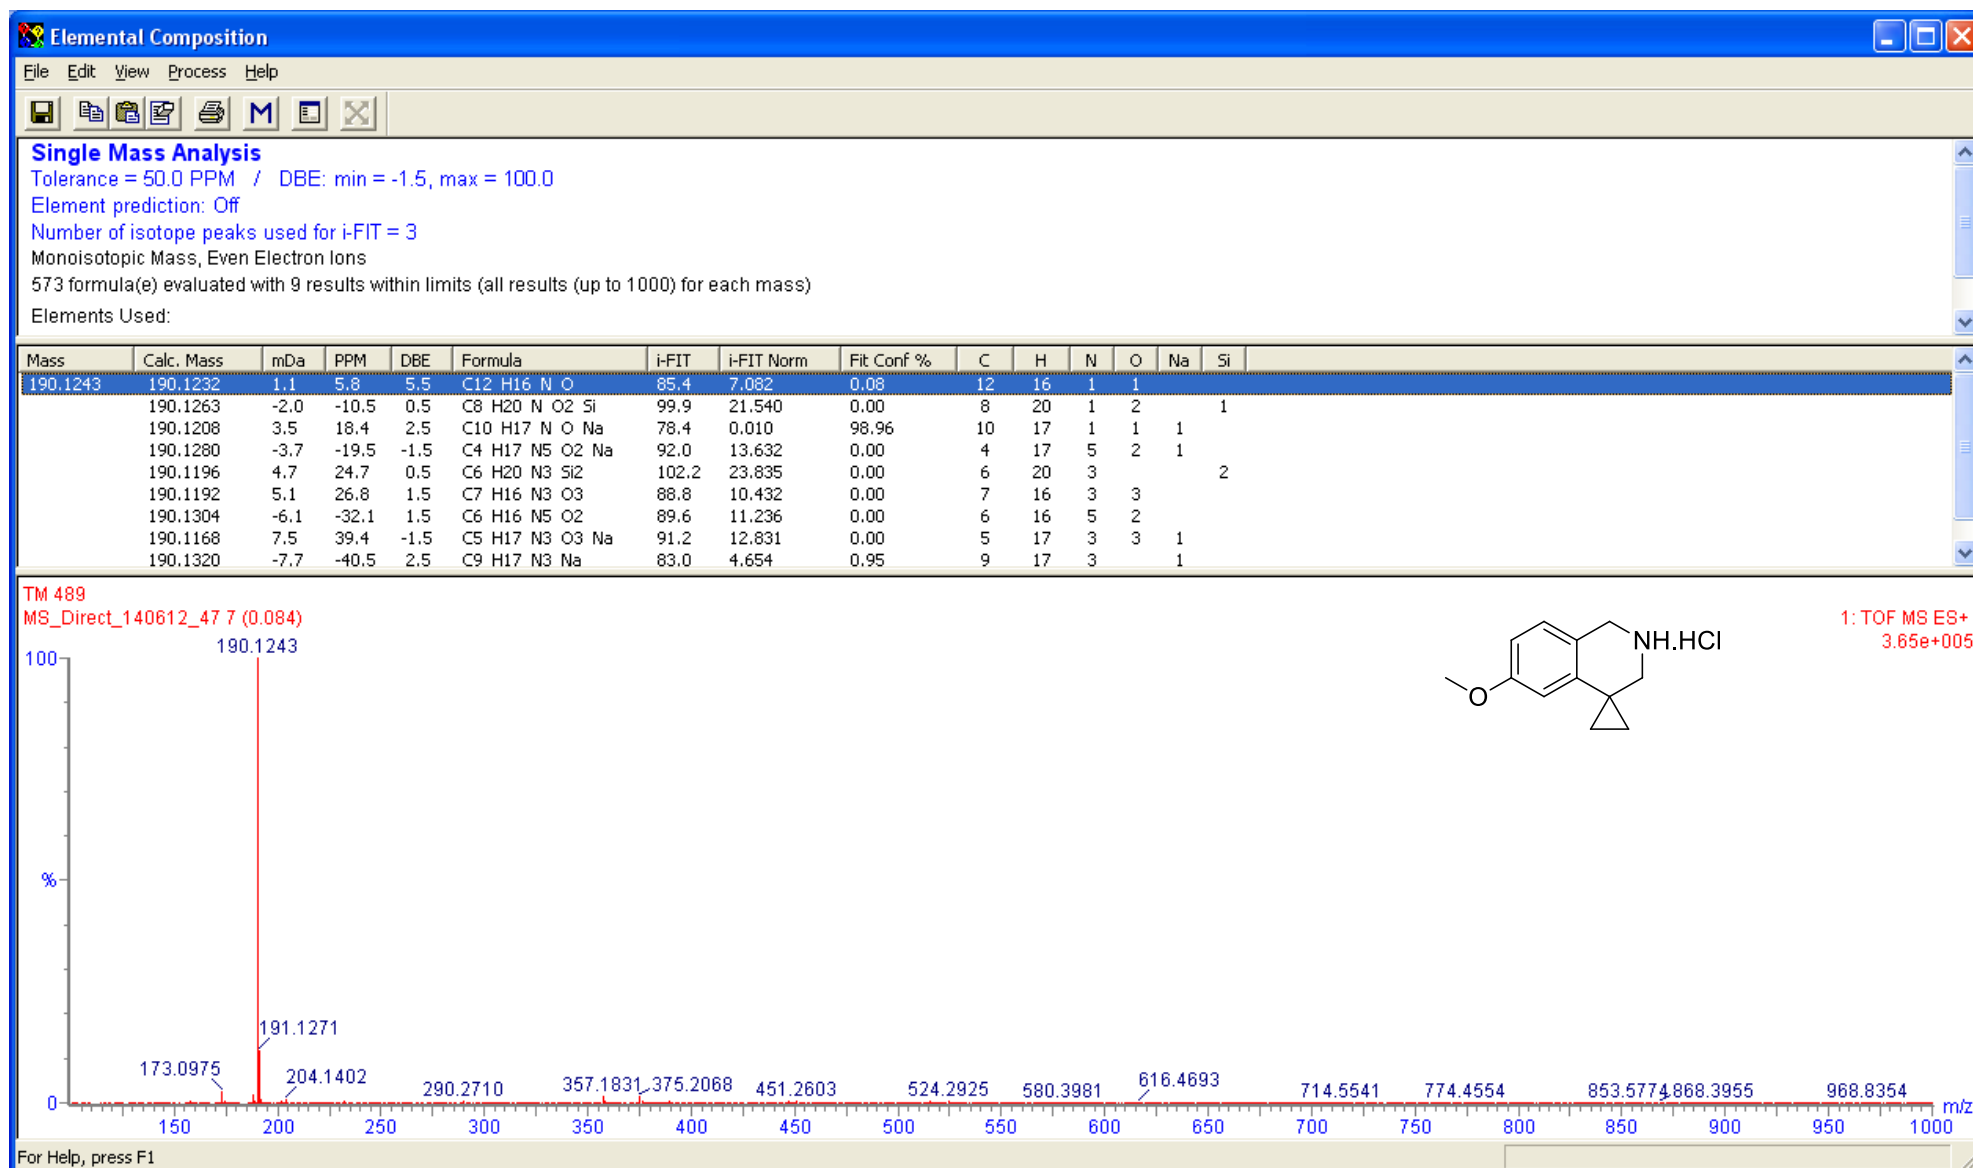 Elemental Composition
File Edit View Process Help
M
Single Mass Analysis
Tolerance = 50.0 PPM / DBE: min = -1.5, max = 100.0
Element prediction: Off
Number of isotope peaks used for i-FIT = 3
Monoisotopic Mass, Even Electron Ions
573 formula(e) evaluated with 9 results within limits (all results (up to 1000) for each mass)
Elements Used:
Mass Calc. Mass mDa PPM DBE Formula i-FIT i-FIT Norm Fit Conf % C H N O Na Si
190.1243 190.1232 1.1 5.8 5.5 C12 H16 N O 85.4 7.082 0.08 12 16 1 1
190.1263 -2.0 -10.5 0.5 C8 H20 N O2 Si 99.9 21.540 0.00 8 20 1 2 1
190.1208 3.5 18.4 2.5 C10 H17 N O Na 78.4 0.010 98.96 10 17 1 1 1
190.1280 -3.7 -19.5 -1.5 C4 H17 N5 O2 Na 92.0 13.632 0.00 4 17 5 2 1
190.1196 4.7 24.7 0.5 C6 H20 N3 Si2 102.2 23.835 0.00 6 20 3 2
190.1192 5.1 26.8 1.5 C7 H16 N3 O3 88.8 10.432 0.00 7 16 3 3
190.1304 -6.1 -32.1 1.5 C6 H16 N5 O2 89.6 11.236 0.00 6 16 5 2
190.1168 7.5 39.4 -1.5 C5 H17 N3 O3 Na 91.2 12.831 0.00 5 17 3 3 1
190.1320 -7.7 -40.5 2.5 C9 H17 N3 Na 83.0 4.654 0.95 9 17 3 1
TM 489
MS_Direct_140612_47 7 (0.084)
1: TOF MS ES+
3.65e+005
190.1243
100
NH.HCl
O
%
191.1271
173.0975
204.1402
290.2710
357.1831 375.2068
451.2603
524.2925
580.3981
616.4693
714.5541
774.4554
853.5774 868.3955
968.8354
0
m/z
150 200 250 300 350 400 450 500 550 600 650 700 750 800 850 900 950 1000
For Help, press F1